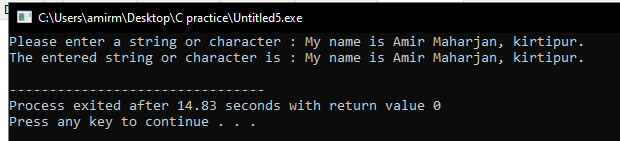 C:\Users\amirm\Desktop\C practice\Untitled5.exe
Please enter a string or character : My name is Amir Maharjan, kirtipur.
The entered string or character is : My name is Amir Maharjan, kirtipur.
--------------------------------
Process exited after 14.83 seconds with return value 0
Press any key to continue . . .